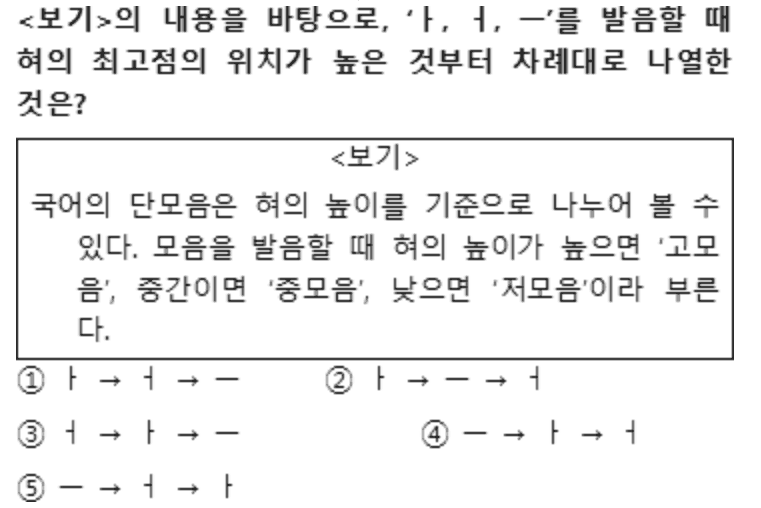 <보기>의 내용을 바탕으로, ‘ㅏ, ㅓ, ㅡ’를 발음할 때
혀의 최고점의 위치가 높은 것부터 차례대로 나열한
것은?
<보기>
국어의 단모음은 혀의 높이를 기준으로 나누어 볼 수
있다. 모음을 발음할 때 혀의 높이가 높으면 ‘고모
음’, 중간이면 ‘중모음’, 낮으면 ‘저모음’이라 부른
다.
① ㅏ → ㅓ → ㅡ ② ㅏ → ㅡ → ㅓ
③ ㅓ → ㅏ → ㅡ ④ ㅡ → ㅏ → ㅓ
⑤ ㅡ → ㅓ → ㅏ